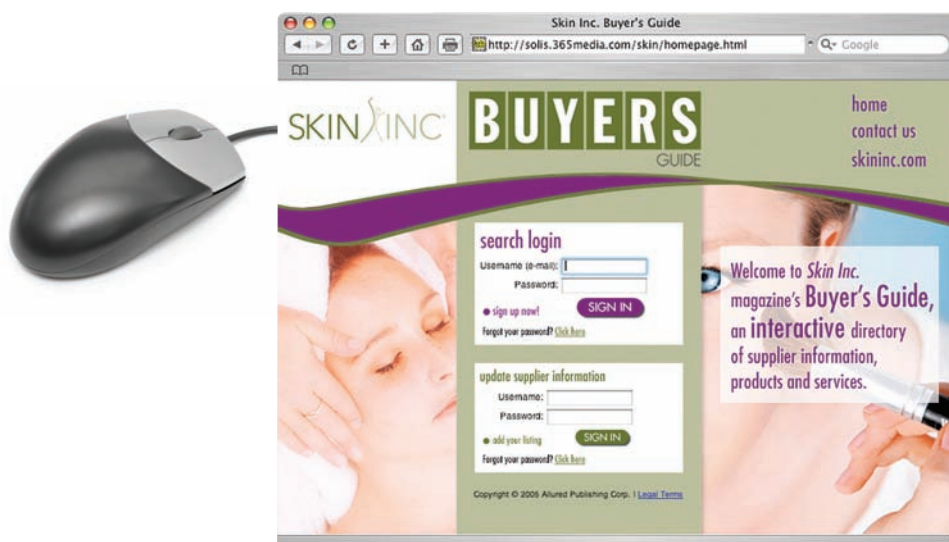 Skin Inc. Buyer's Guide
http://solis.365media.com/skin/homepage.html
Google
SKIN INC
BUYERS
GUIDE
home
contact us
skininc.com
search login
Username (e-mail):
Password:
sign up now!
SIGN IN
Forgot your password? Click here
Welcome to Skin Inc.
magazine's Buyer's Guide,
an interactive directory
of supplier information,
products and services.
update supplier information
Username:
Password:
add your listing
SIGN IN
Forgot your password? Click here
Copyright © 2005 Allured Publishing Corp. | Legal Terms